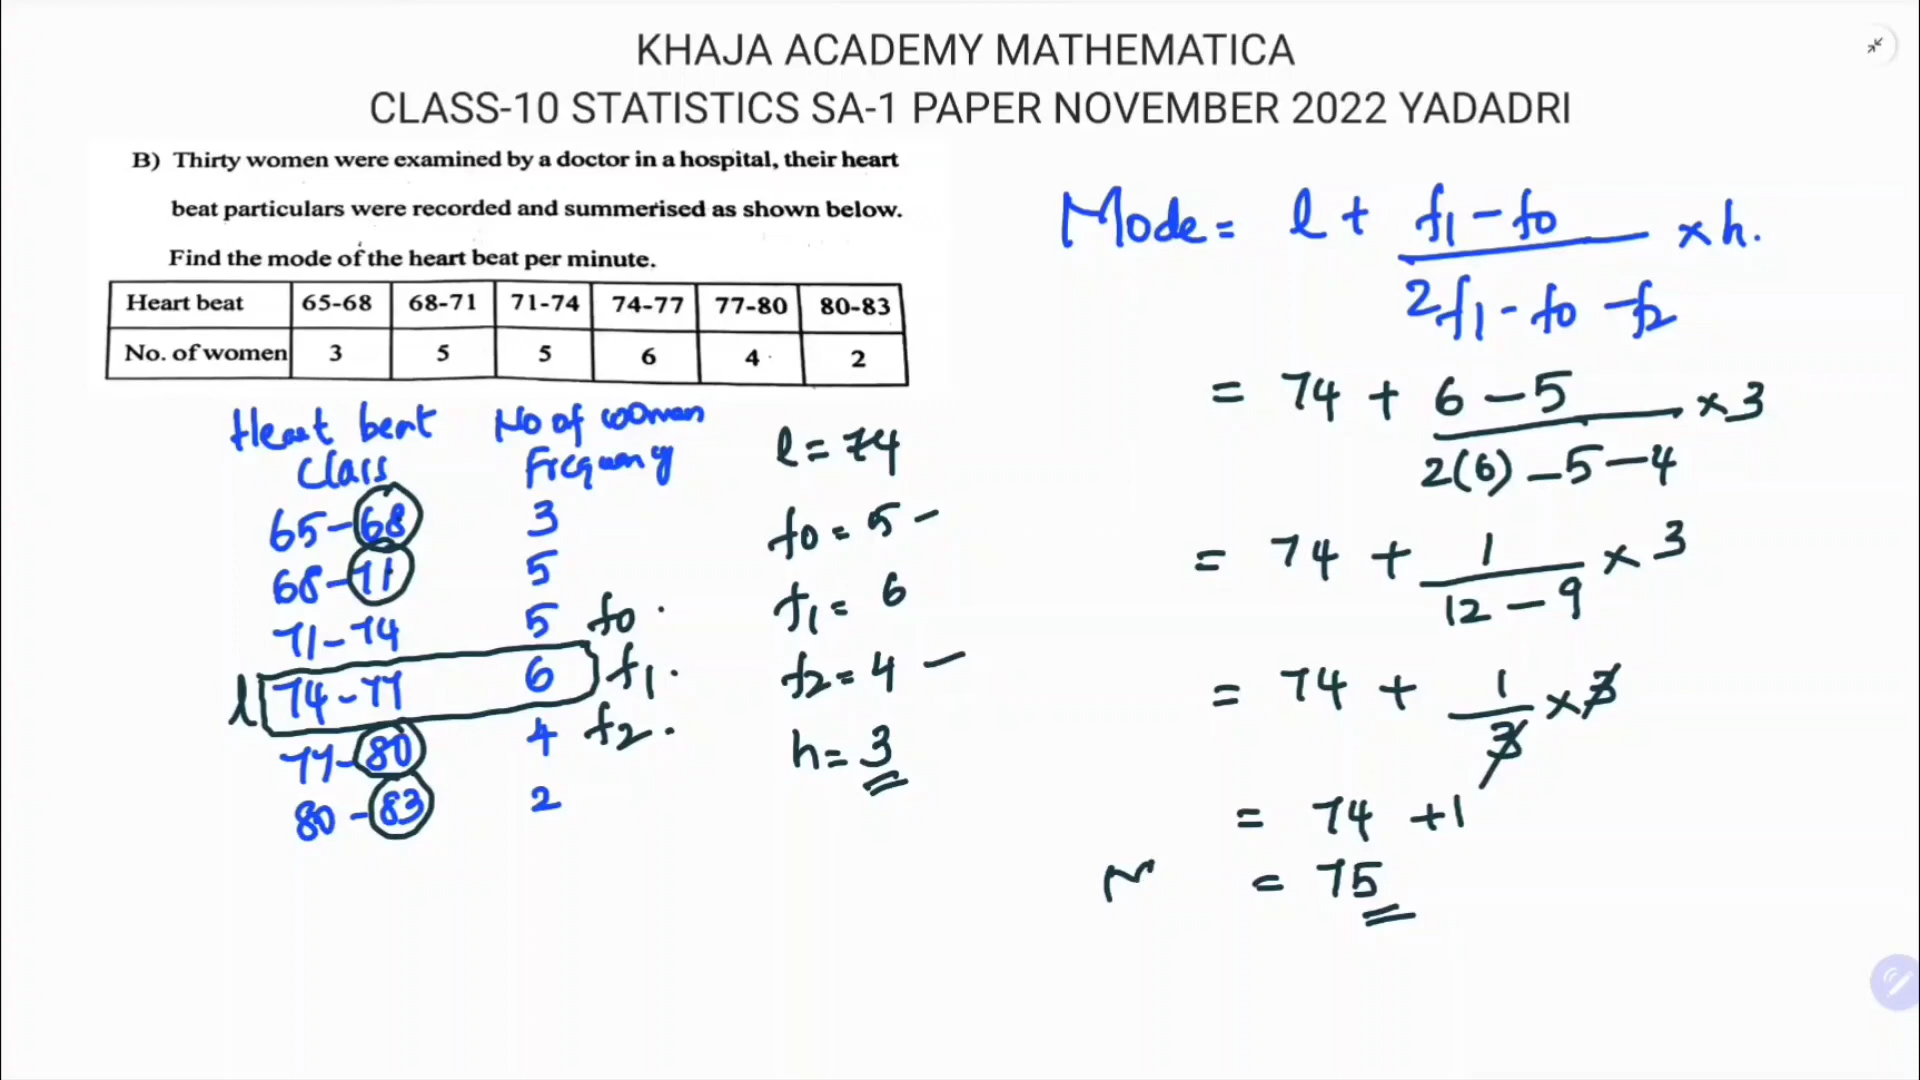 KHAJA ACADEMY MATHEMATICA
CLASS-10 STATISTICS SA-1 PAPER NOVEMBER 2022 YADADRI
B) Thirty women were examined by a doctor in a hospital, their heart
beat particulars were recorded and summerised as shown below.
Find the mode of the heart beat per minute.
Heart beat 65-68 68-71 71-74 74-77 77-80 80-83
No. of women 3 5 5 6 4 2
Heart beat No of women
Class Frequency
65-68 3
68-71 5
71-74 5 f0
l 74-77 6 f1
77-80 4 f2
80-83 2
l = 74
f0 = 5
f1 = 6
f2 = 4
h = 3
Mode = l + f1 - f0 × h.
2f1 - f0 - f2
= 74 + 6 - 5 × 3
2(6) - 5 - 4
= 74 + 1 × 3
12 - 9
= 74 + 1 × 3
3
= 74 + 1
= 75